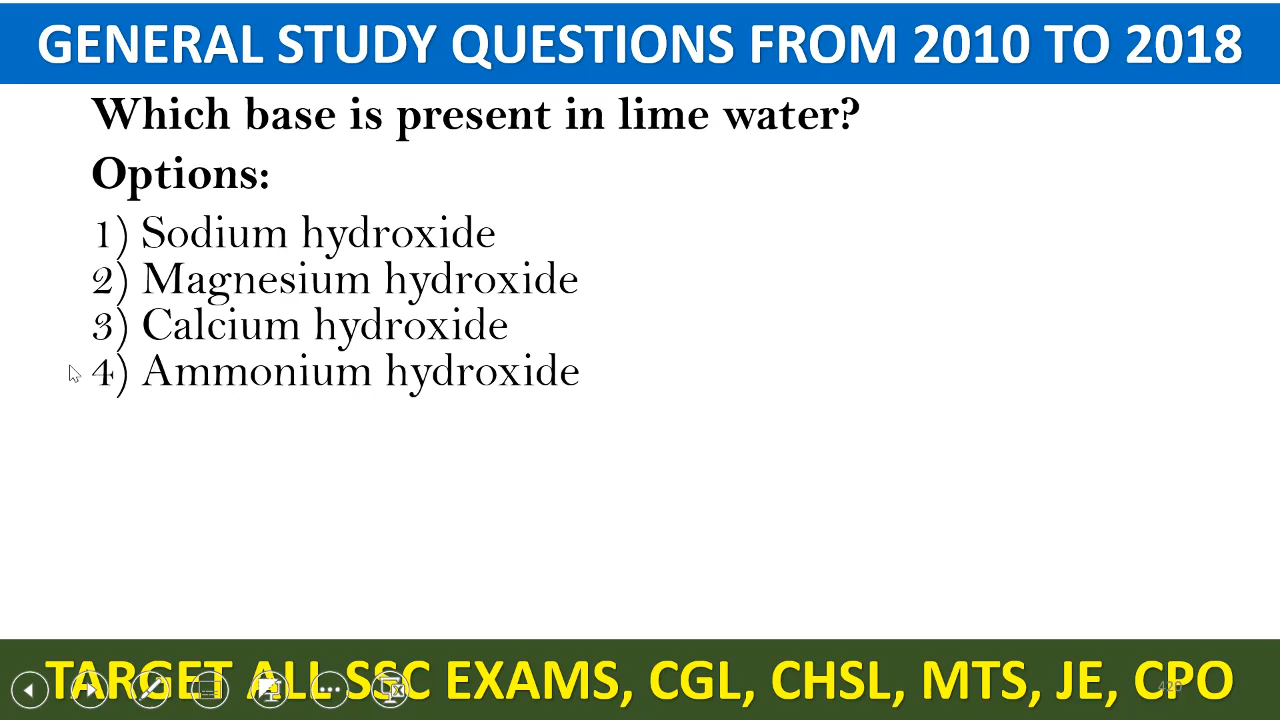 GENERAL STUDY QUESTIONS FROM 2010 TO 2018
Which base is present in lime water?
Options:
1) Sodium hydroxide
2) Magnesium hydroxide
3) Calcium hydroxide
4) Ammonium hydroxide
TARGET ALL SSC EXAMS, CGL, CHSL, MTS, JE, CPO